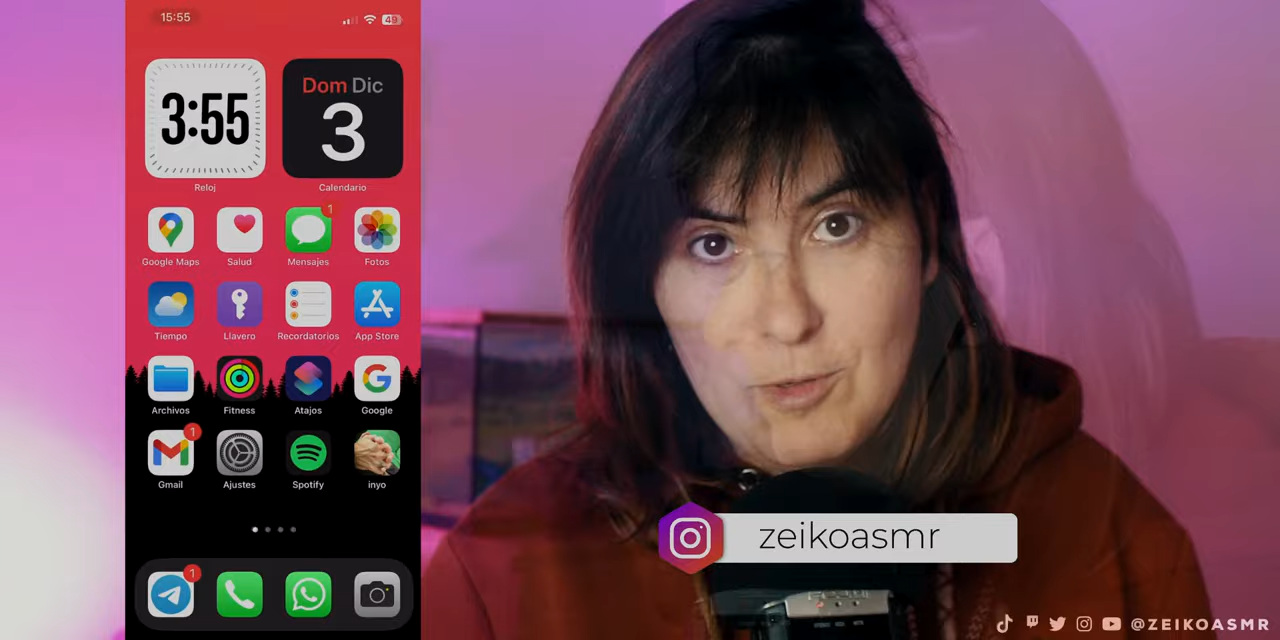 15:55
49
3:55
Dom Dic
3
Reloj
Calendario
1
Google Maps
Salud
Mensajes
Fotos
Tiempo
Llavero
Recordatorios
App Store
Archivos
Fitness
Atajos
Google
1
Gmail
Ajustes
Spotify
inyo
1
zeikoasmr
@ZEIKOASMR